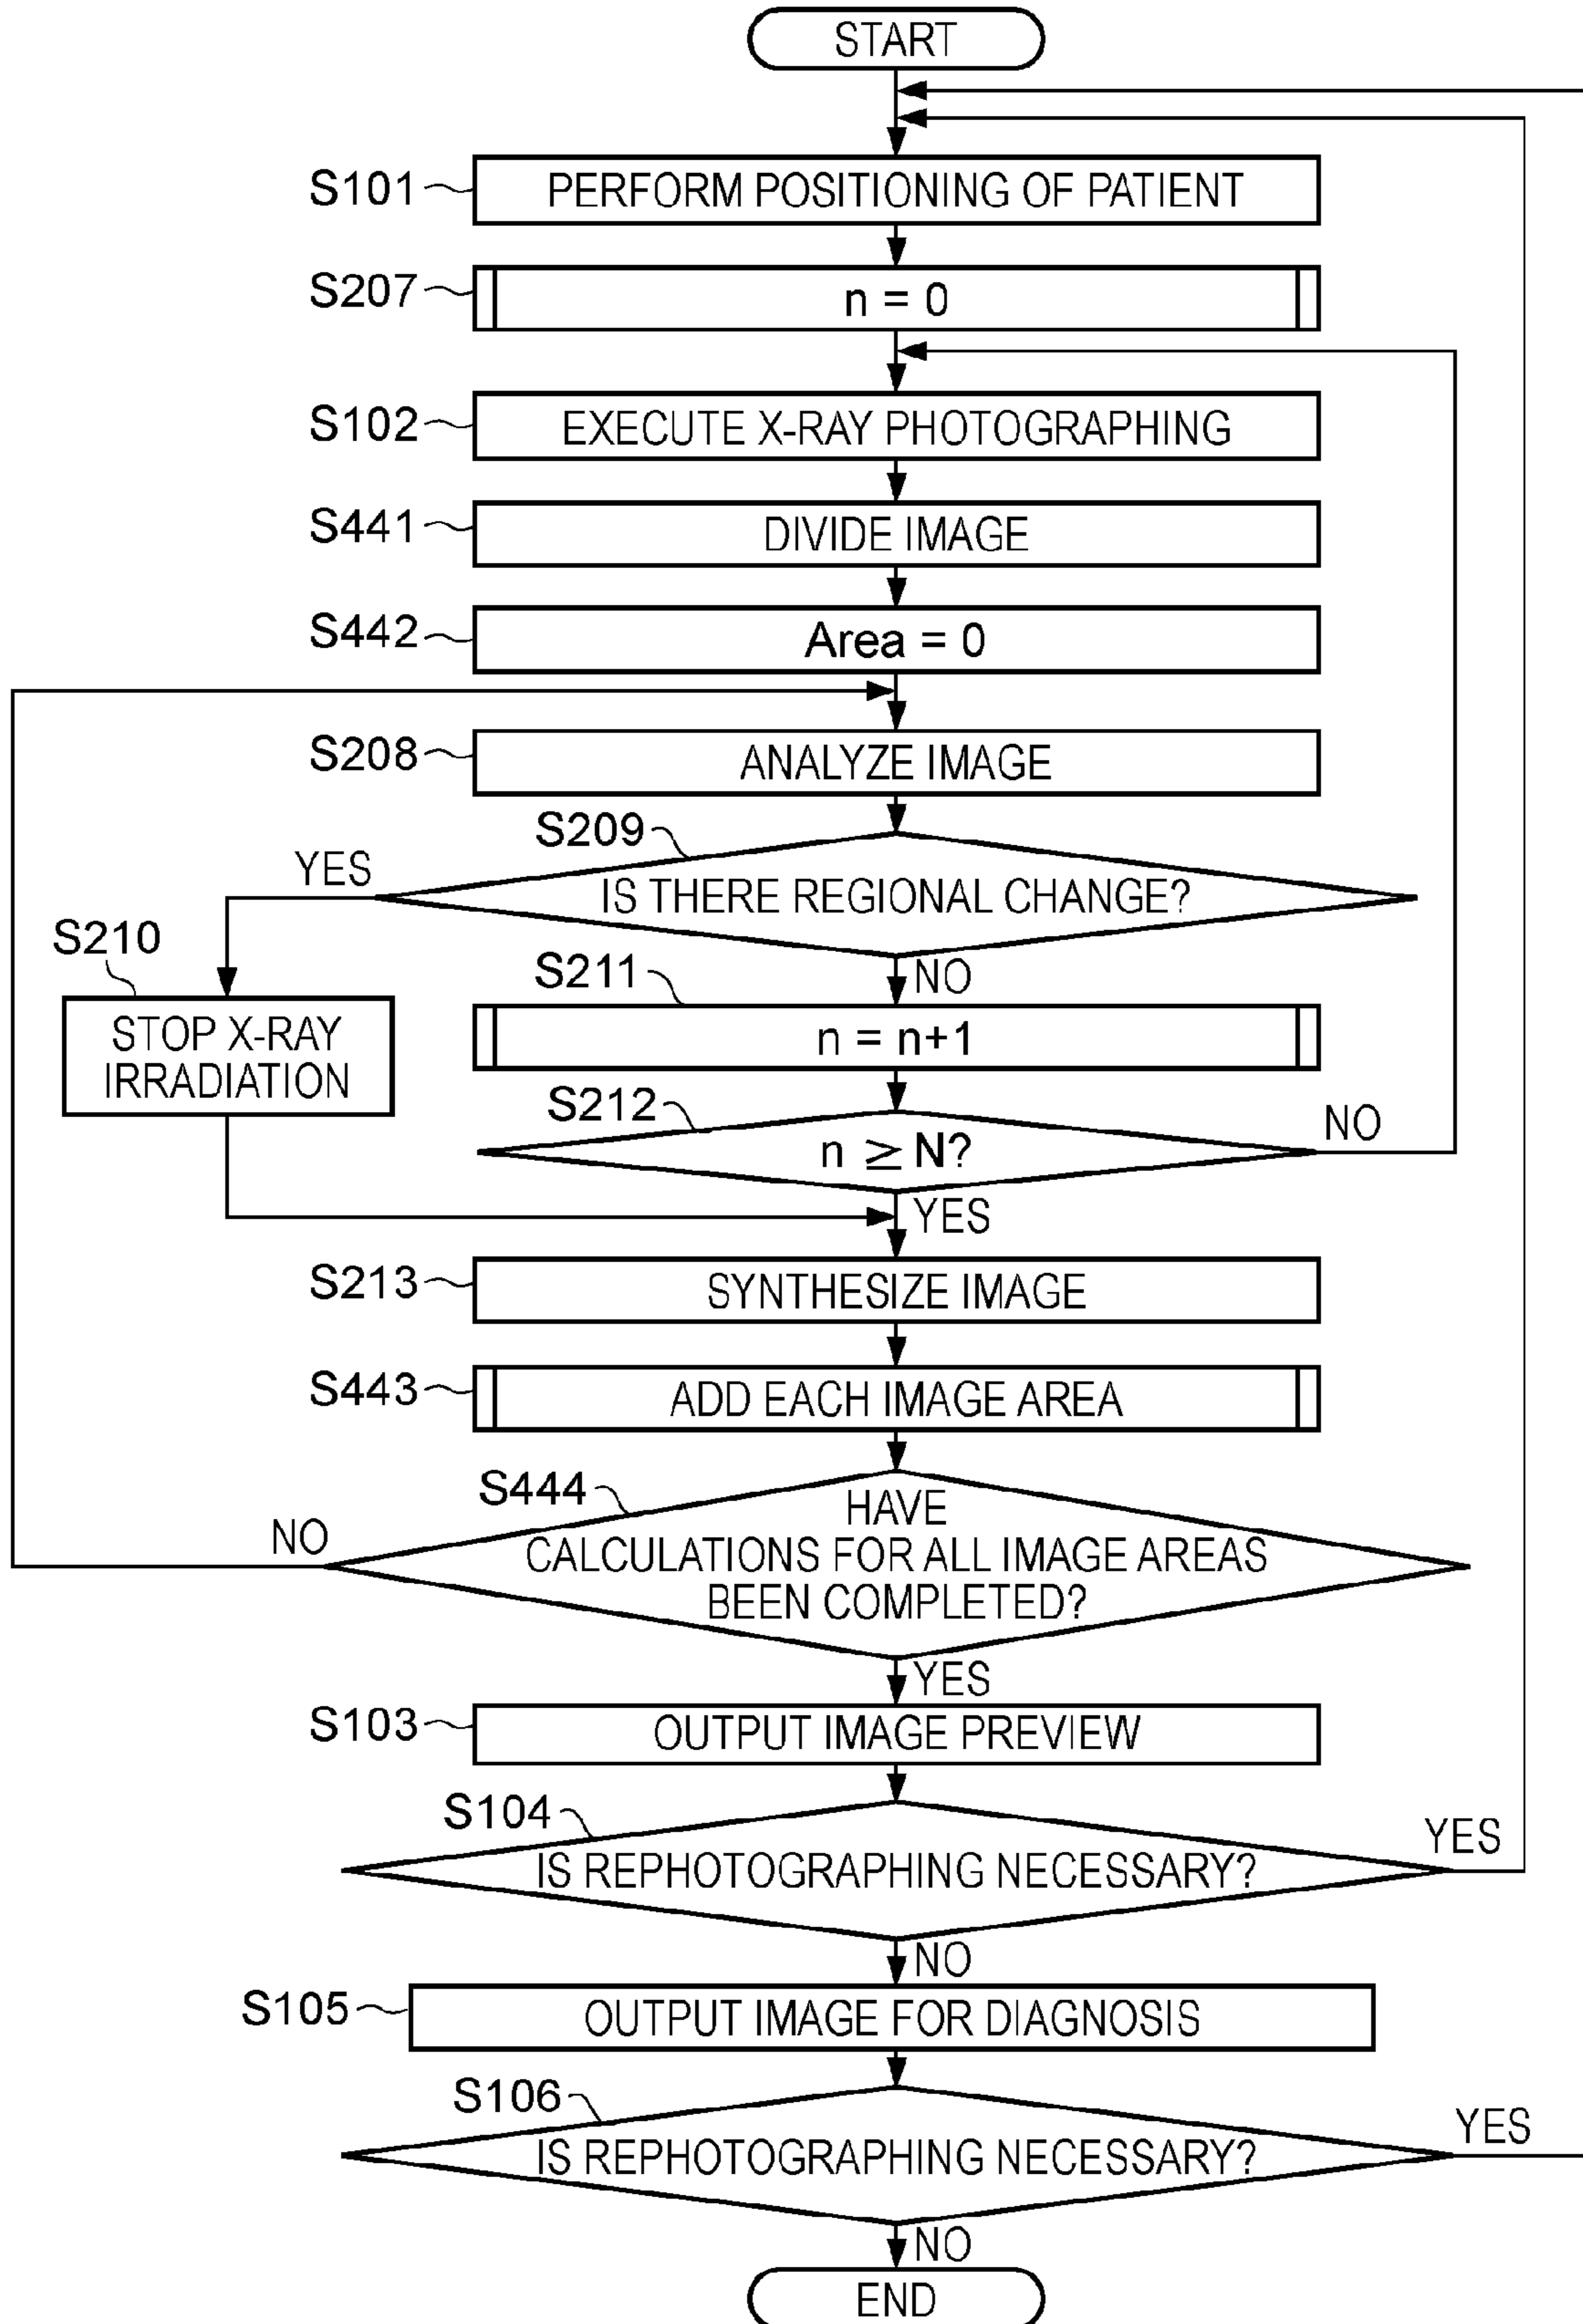 START
S101
PERFORM POSITIONING OF PATIENT
S207
n = 0
S102
EXECUTE X-RAY PHOTOGRAPHING
S441
DIVIDE IMAGE
S442
Area = 0
S208
ANALYZE IMAGE
S209
YES
IS THERE REGIONAL CHANGE?
S210
STOP X-RAY
IRRADIATION
NO
S211
n = n+1
S212
n ≥ N?
NO
YES
S213
SYNTHESIZE IMAGE
S443
ADD EACH IMAGE AREA
S444
NO
HAVE
CALCULATIONS FOR ALL IMAGE AREAS
BEEN COMPLETED?
YES
S103
OUTPUT IMAGE PREVIEW
S104
IS REPHOTOGRAPHING NECESSARY?
YES
NO
S105
OUTPUT IMAGE FOR DIAGNOSIS
S106
IS REPHOTOGRAPHING NECESSARY?
YES
NO
END